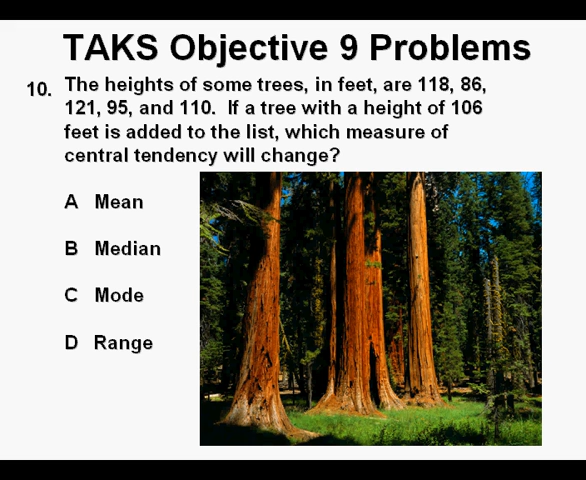 TAKS Objective 9 Problems
10. The heights of some trees, in feet, are 118, 86,
121, 95, and 110. If a tree with a height of 106
feet is added to the list, which measure of
central tendency will change?
A Mean
B Median
C Mode
D Range